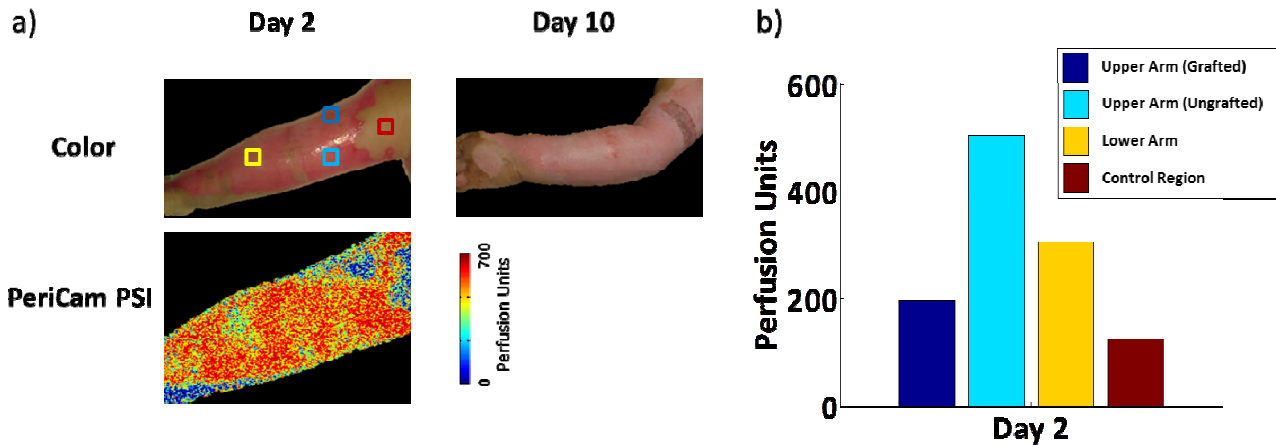 a)
Day 2
Day 10
Color
PeriCam PSI
700
0
Perfusion Units
b)
Upper Arm (Grafted)
Upper Arm (Ungrafted)
Lower Arm
Control Region
600
400
200
0
Perfusion Units
Day 2